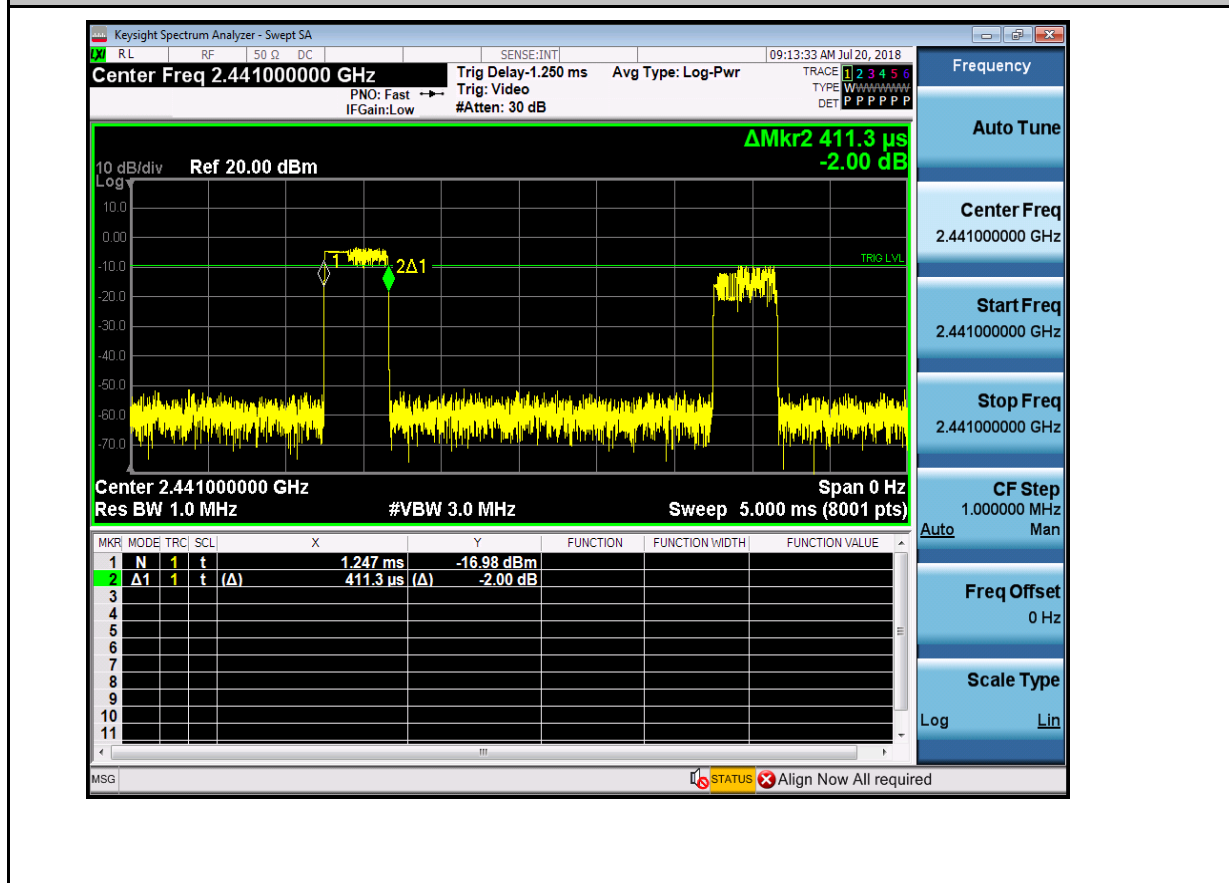 Keysight Spectrum Analyzer - Swept SA
LXI RL RF 50 Ω DC SENSE:INT 09:13:33 AM Jul 20, 2018
Center Freq 2.441000000 GHz
PNO: Fast
IFGain:Low
Trig Delay-1.250 ms
Trig: Video
#Atten: 30 dB
Avg Type: Log-Pwr
TRACE 1 2 3 4 5 6
TYPE WWWWWW
DET P P P P P P
ΔMkr2 411.3 µs
-2.00 dB
10 dB/div
Log
Ref 20.00 dBm
10.0
0.00
-10.0
-20.0
-30.0
-40.0
-50.0
-60.0
-70.0
1
2Δ1
TRIG LVL
Center 2.441000000 GHz Span 0 Hz
Res BW 1.0 MHz #VBW 3.0 MHz Sweep 5.000 ms (8001 pts)
MKR MODE TRC SCL X Y FUNCTION FUNCTION WIDTH FUNCTION VALUE
1 N 1 t 1.247 ms -16.98 dBm
2 Δ1 1 t (Δ) 411.3 µs (Δ) -2.00 dB
3
4
5
6
7
8
9
10
11
MSG STATUS Align Now All required
Frequency
Auto Tune
Center Freq
2.441000000 GHz
Start Freq
2.441000000 GHz
Stop Freq
2.441000000 GHz
CF Step
1.000000 MHz
Auto Man
Freq Offset
0 Hz
Scale Type
Log Lin